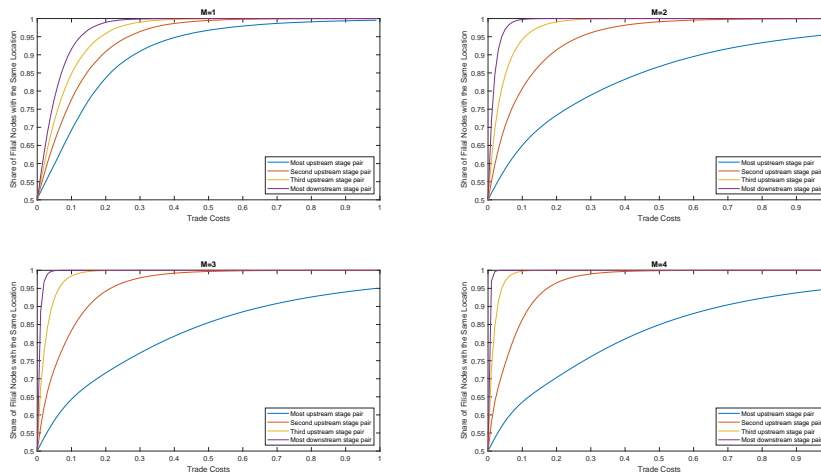 M=1
Share of Filial Nodes with the Same Location
1
0.95
0.9
0.85
0.8
0.75
0.7
0.65
0.6
0.55
0.5
0 0.1 0.2 0.3 0.4 0.5 0.6 0.7 0.8 0.9 1
Trade Costs
Most upstream stage pair
Second upstream stage pair
Third upstream stage pair
Most downstream stage pair
M=2
Share of Filial Nodes with the Same Location
1
0.95
0.9
0.85
0.8
0.75
0.7
0.65
0.6
0.55
0.5
0 0.1 0.2 0.3 0.4 0.5 0.6 0.7 0.8 0.9
Trade Costs
Most upstream stage pair
Second upstream stage pair
Third upstream stage pair
Most downstream stage pair
M=3
Share of Filial Nodes with the Same Location
1
0.95
0.9
0.85
0.8
0.75
0.7
0.65
0.6
0.55
0.5
0 0.1 0.2 0.3 0.4 0.5 0.6 0.7 0.8 0.9 1
Trade Costs
Most upstream stage pair
Second upstream stage pair
Third upstream stage pair
Most downstream stage pair
M=4
Share of Filial Nodes with the Same Location
1
0.95
0.9
0.85
0.8
0.75
0.7
0.65
0.6
0.55
0.5
0 0.1 0.2 0.3 0.4 0.5 0.6 0.7 0.8 0.9
Trade Costs
Most upstream stage pair
Second upstream stage pair
Third upstream stage pair
Most downstream stage pair